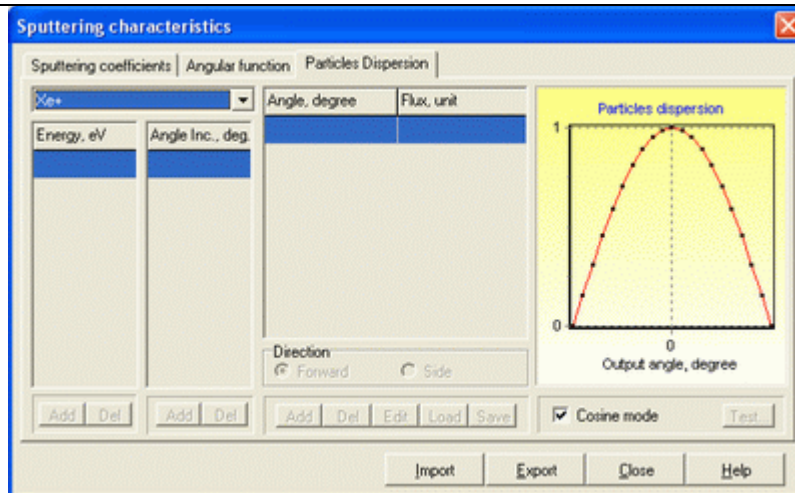 Sputtering characteristics
Sputtering coefficients Angular function Particles Dispersion
Xe+
Energy, eV
Angle Inc., deg.
Angle, degree Flux, unit
Particles dispersion
1
0
0
Output angle, degree
Direction
Forward Side
Add Del Add Del Add Del Edit Load Save
Cosine mode Test
Import Export Close Help